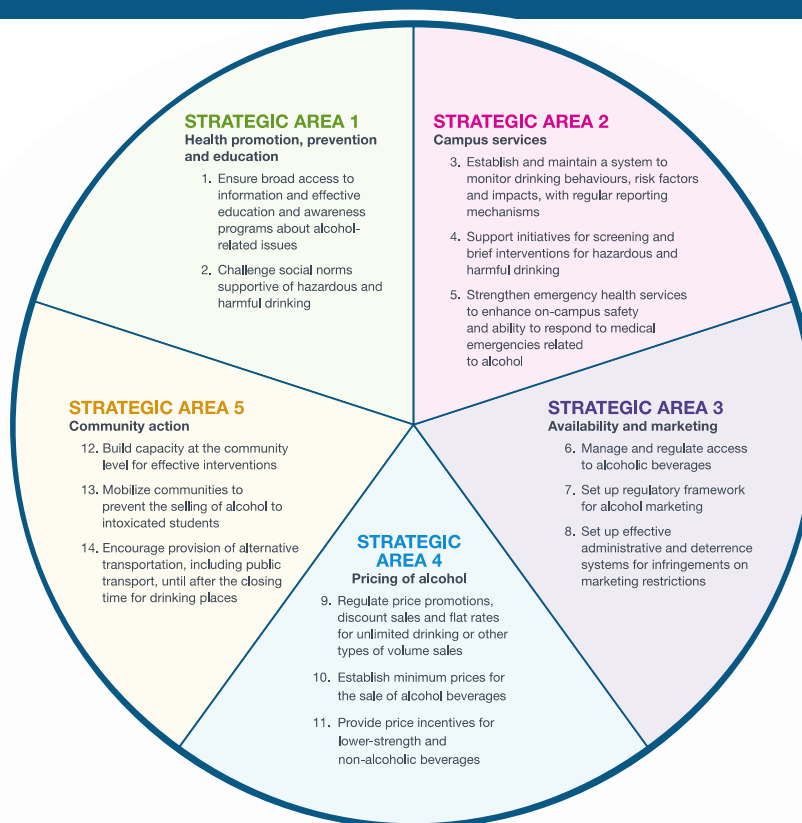 STRATEGIC AREA 1
Health promotion, prevention
and education
1. Ensure broad access to
information and effective
education and awareness
programs about alcohol-
related issues
2. Challenge social norms
supportive of hazardous and
harmful drinking
STRATEGIC AREA 2
Campus services
3. Establish and maintain a system to
monitor drinking behaviours, risk factors
and impacts, with regular reporting
mechanisms
4. Support initiatives for screening and
brief interventions for hazardous and
harmful drinking
5. Strengthen emergency health services
to enhance on-campus safety
and ability to respond to medical
emergencies related
to alcohol
STRATEGIC AREA 3
Availability and marketing
6. Manage and regulate access
to alcoholic beverages
7. Set up regulatory framework
for alcohol marketing
8. Set up effective
administrative and deterrence
systems for infringements on
marketing restrictions
STRATEGIC
AREA 4
Pricing of alcohol
9. Regulate price promotions,
discount sales and flat rates
for unlimited drinking or other
types of volume sales
10. Establish minimum prices for
the sale of alcohol beverages
11. Provide price incentives for
lower-strength and
non-alcoholic beverages
STRATEGIC AREA 5
Community action
12. Build capacity at the community
level for effective interventions
13. Mobilize communities to
prevent the selling of alcohol to
intoxicated students
14. Encourage provision of alternative
transportation, including public
transport, until after the closing
time for drinking places